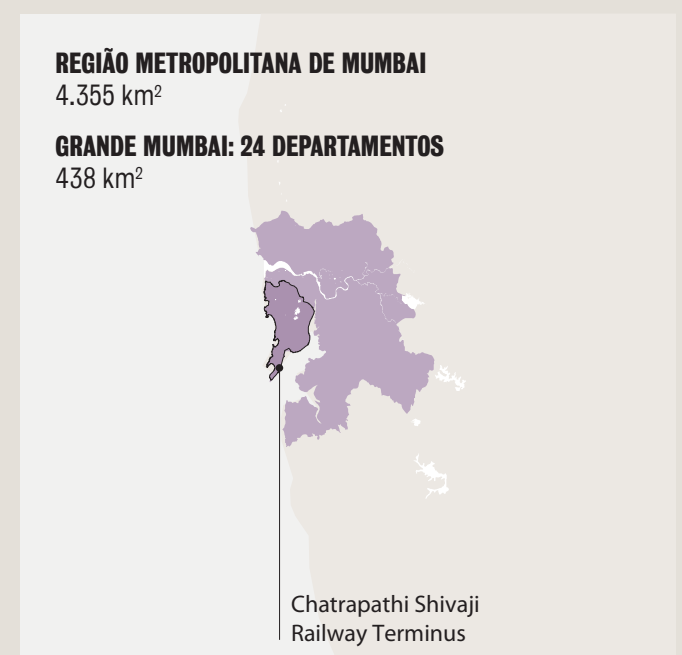 REGIÃO METROPOLITANA DE MUMBAI
4.355 km²
GRANDE MUMBAI: 24 DEPARTAMENTOS
438 km²
Chatrapathi Shivaji
Railway Terminus